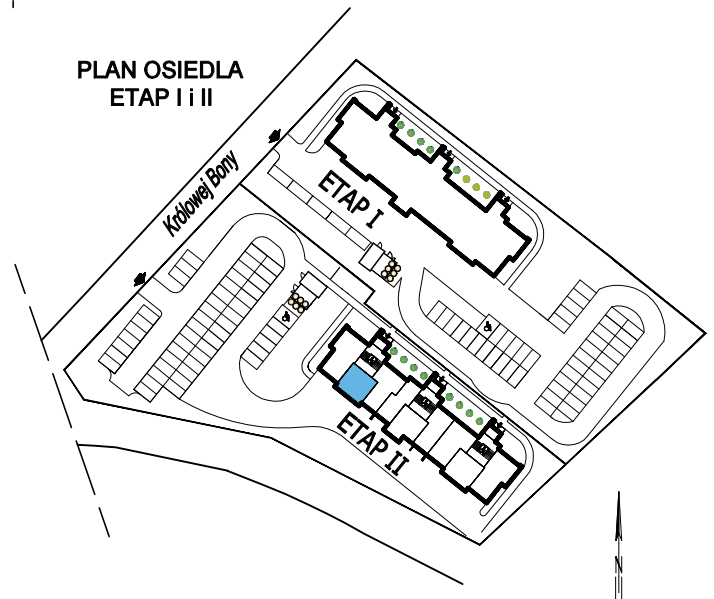 PLAN OSIEDLA
ETAP I i II
Królowej Bony
ETAP I
ETAP II
N